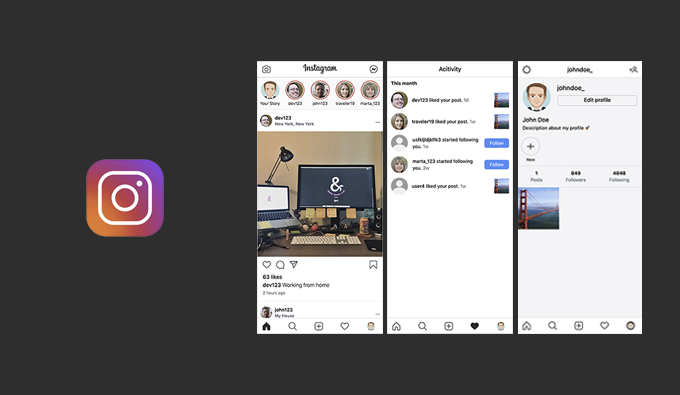 Instagram
Your Story dev123 john123 traveler19 marta_123
dev123
New York, New York
&
63 likes
dev123 Working from home
2 hours ago
john123
My House
Acitivity
This month
dev123 liked your post. 1d
traveler19 liked your post. 1w
started following
you. 1w
Follow
marta_123 started following
you. 2w
Follow
user4 liked your post. 1w
johndoe_
johndoe_
Edit profile
John Doe
Description about my profile 🚀
New
1 849 4848
Posts Followers Following